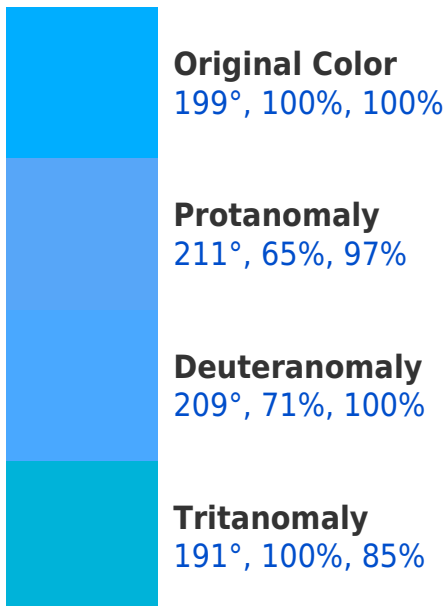 Original Color
199°, 100%, 100%
Protanomaly
211°, 65%, 97%
Deuteranomaly
209°, 71%, 100%
Tritanomaly
191°, 100%, 85%